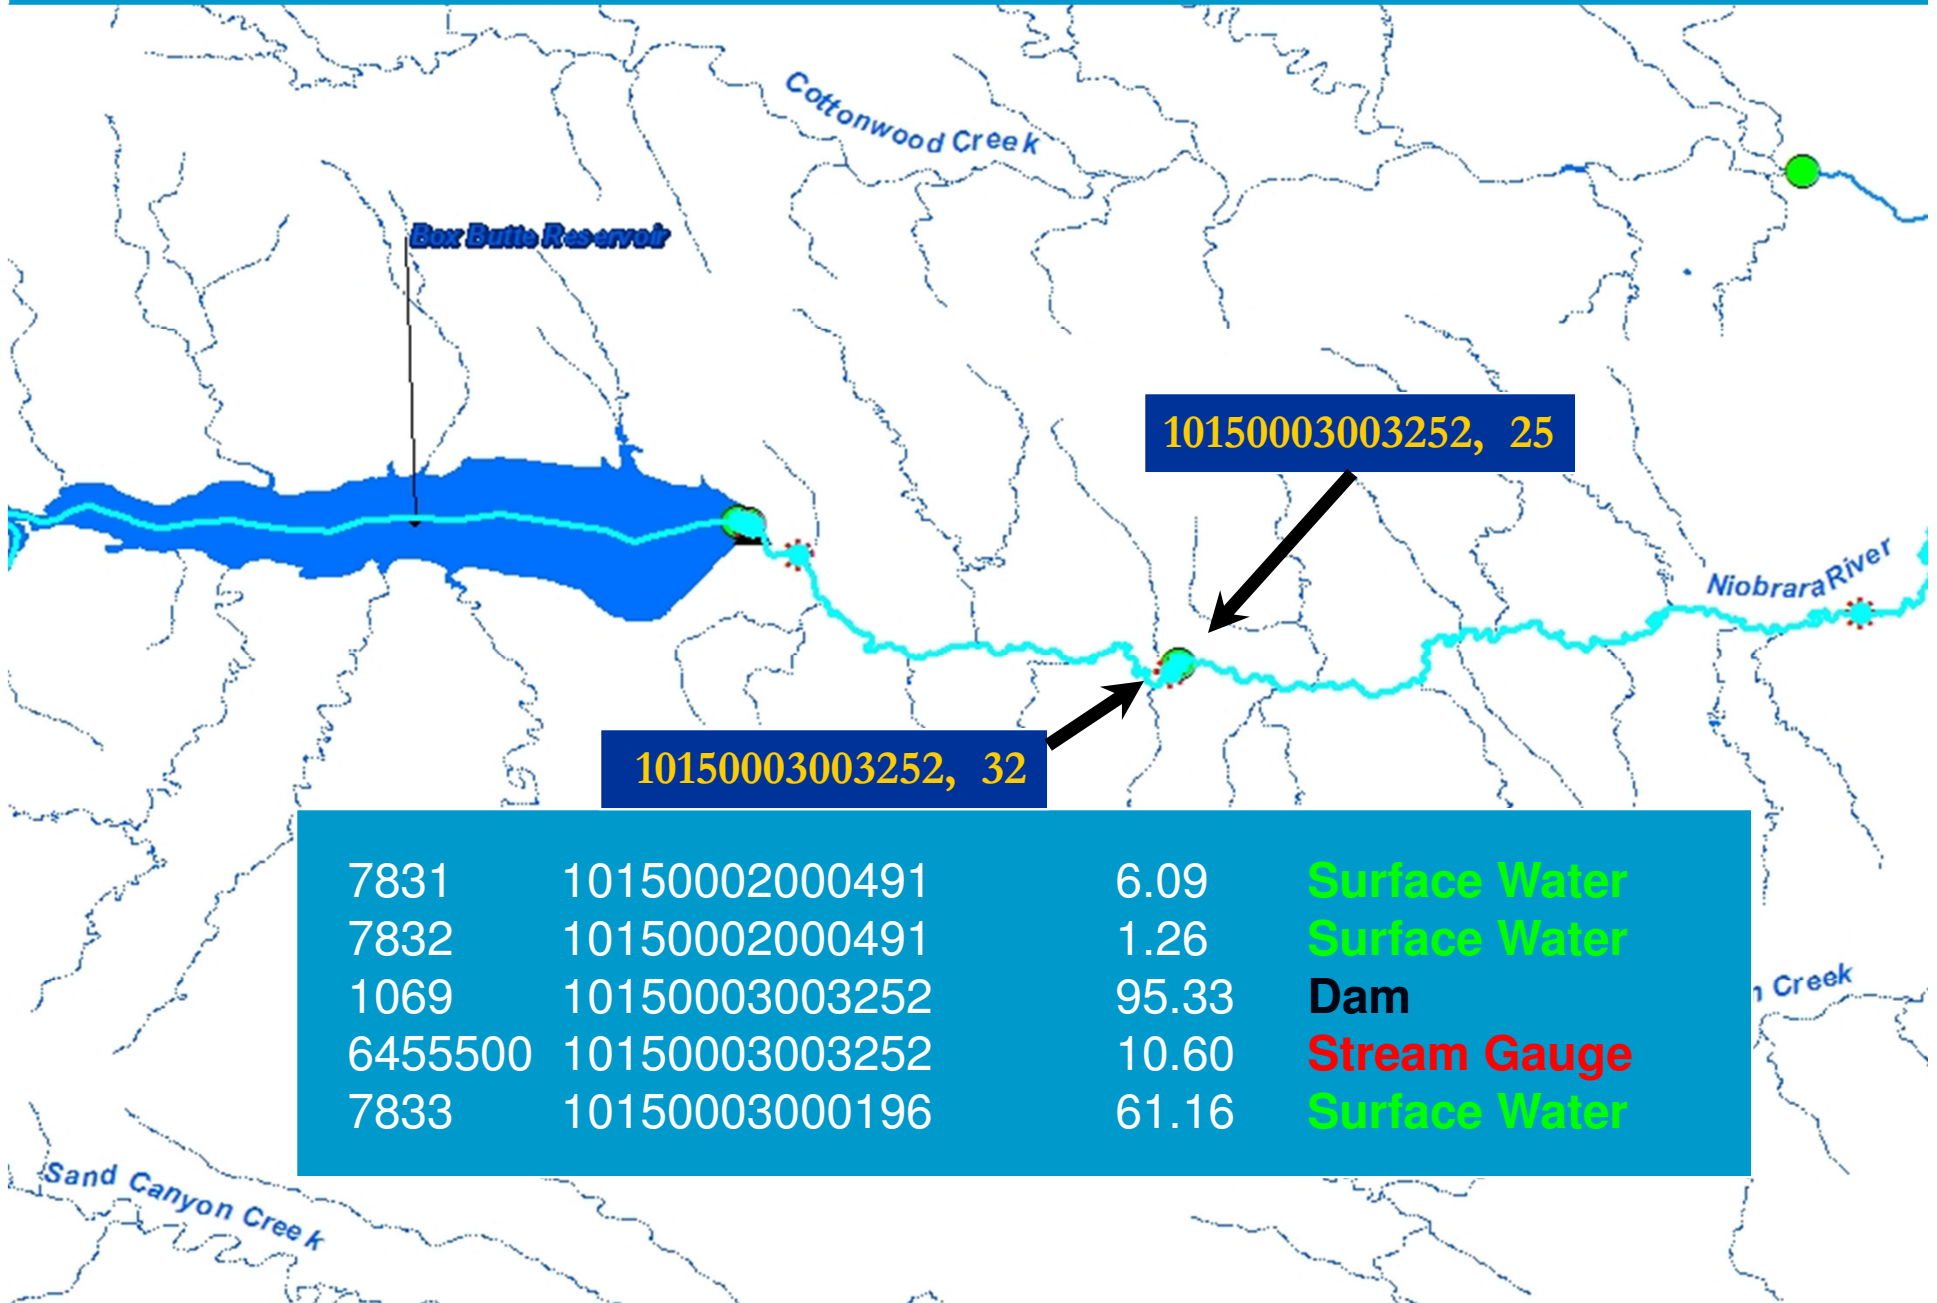 Cottonwood Creek
Box Butte Reservoir
10150003003252, 25
Niobrara River
10150003003252, 32
7831 10150002000491 6.09 Surface Water
7832 10150002000491 1.26 Surface Water
1069 10150003003252 95.33 Dam
6455500 10150003003252 10.60 Stream Gauge
7833 10150003000196 61.16 Surface Water
Creek
Sand Canyon Creek